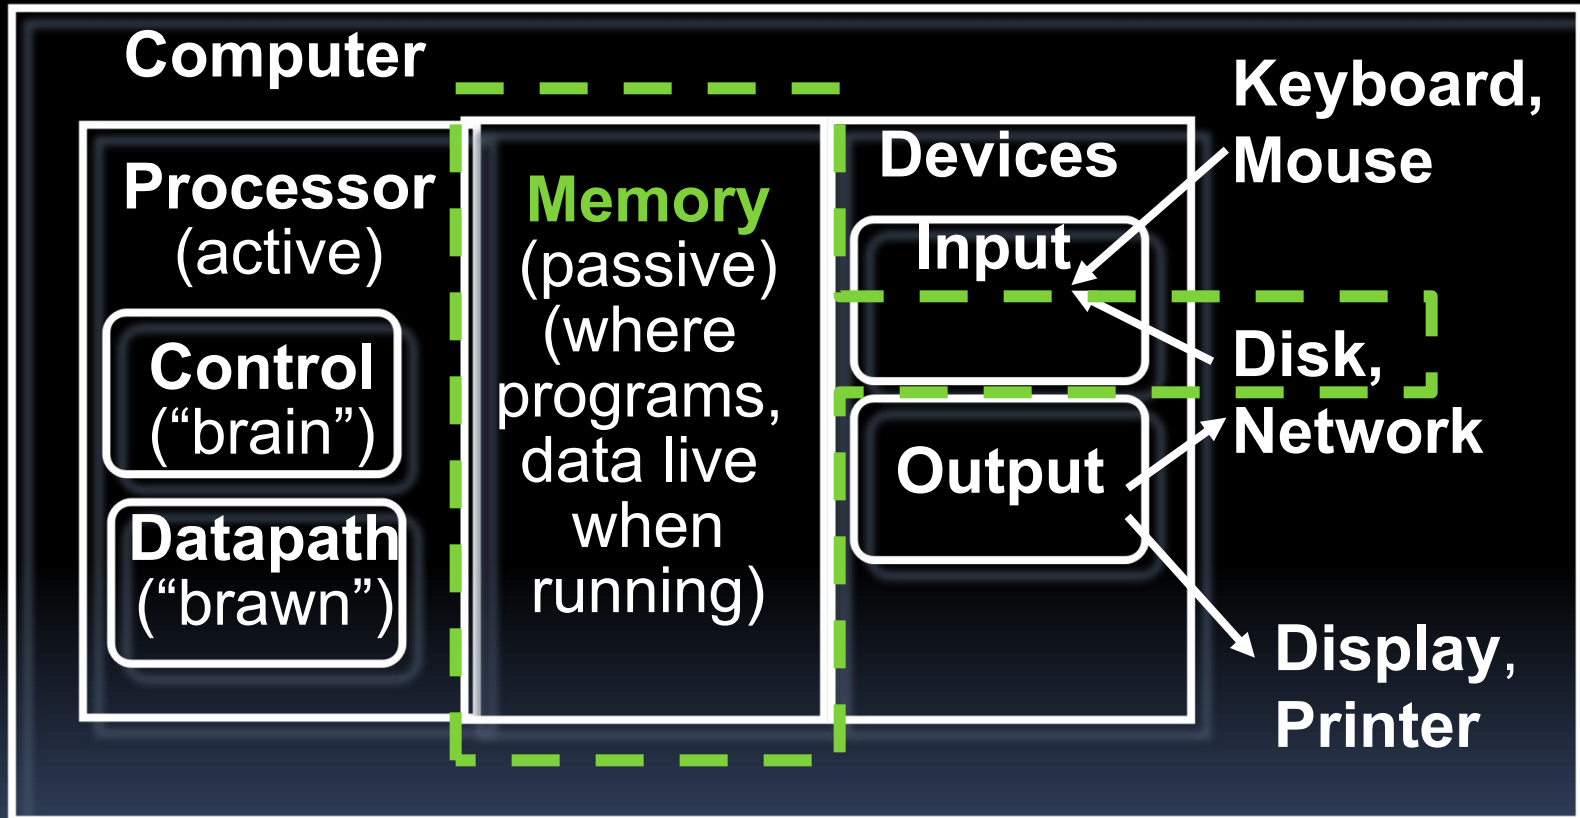 Computer
Processor
(active)
Control
(“brain”)
Datapath
(“brawn”)
Memory
(passive)
(where
programs,
data live
when
running)
Devices
Input
Output
Keyboard,
Mouse
Disk,
Network
Display,
Printer